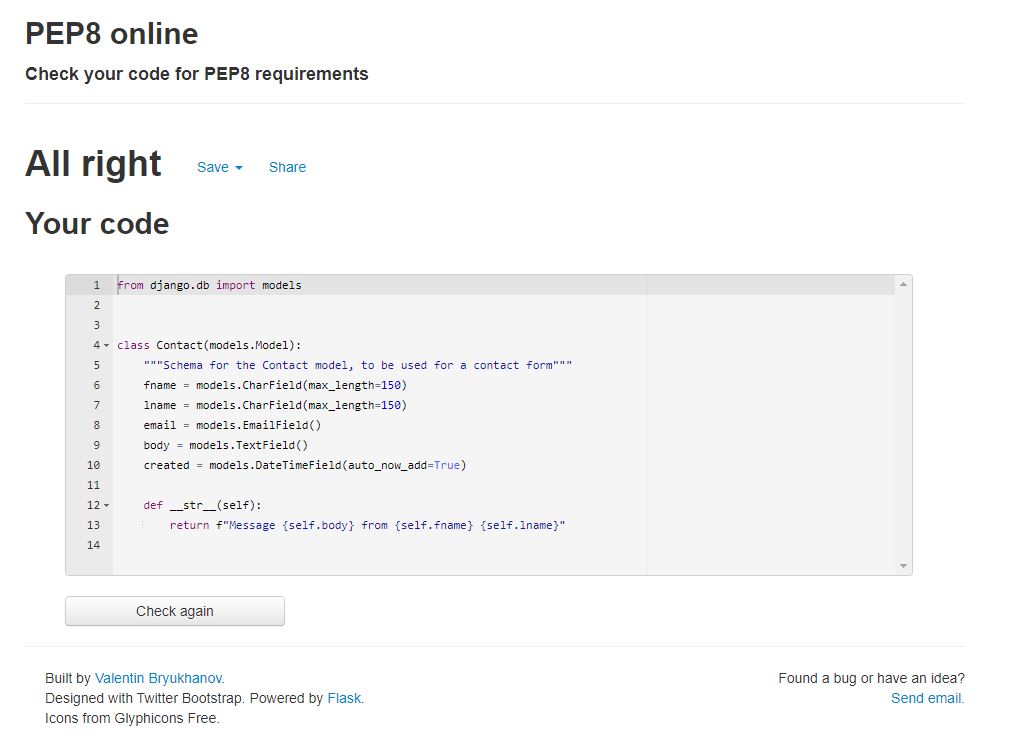 PEP8 online
Check your code for PEP8 requirements
All right Save Share
Your code
1 from django.db import models
2
3
4 class Contact(models.Model):
5     """Schema for the Contact model, to be used for a contact form"""
6     fname = models.CharField(max_length=150)
7     lname = models.CharField(max_length=150)
8     email = models.EmailField()
9     body = models.TextField()
10     created = models.DateTimeField(auto_now_add=True)
11
12     def __str__(self):
13         return f"Message {self.body} from {self.fname} {self.lname}"
14
Check again
Built by Valentin Bryukhanov. Found a bug or have an idea?
Designed with Twitter Bootstrap. Powered by Flask. Send email.
Icons from Glyphicons Free.